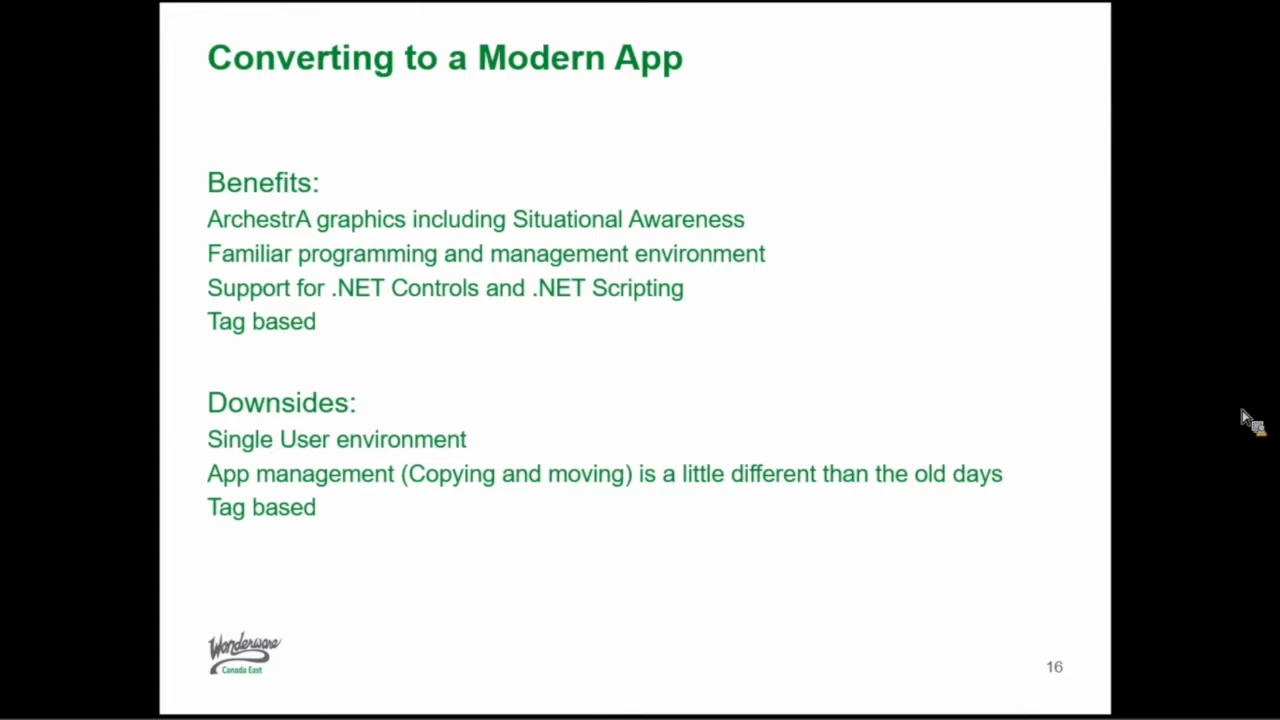 Converting to a Modern App
Benefits:
ArchestrA graphics including Situational Awareness
Familiar programming and management environment
Support for .NET Controls and .NET Scripting
Tag based
Downsides:
Single User environment
App management (Copying and moving) is a little different than the old days
Tag based
Wonderware
Canada East
16